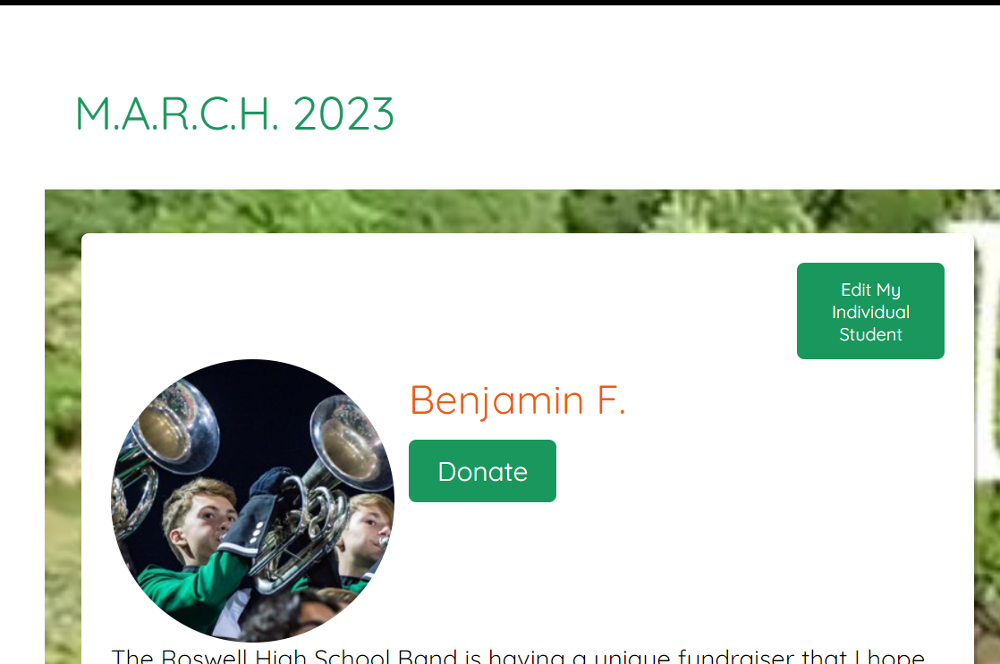 M.A.R.C.H. 2023
Edit My
Individual
Student
Benjamin F.
Donate
The Roswell High School Band is having a unique fundraiser that I hope